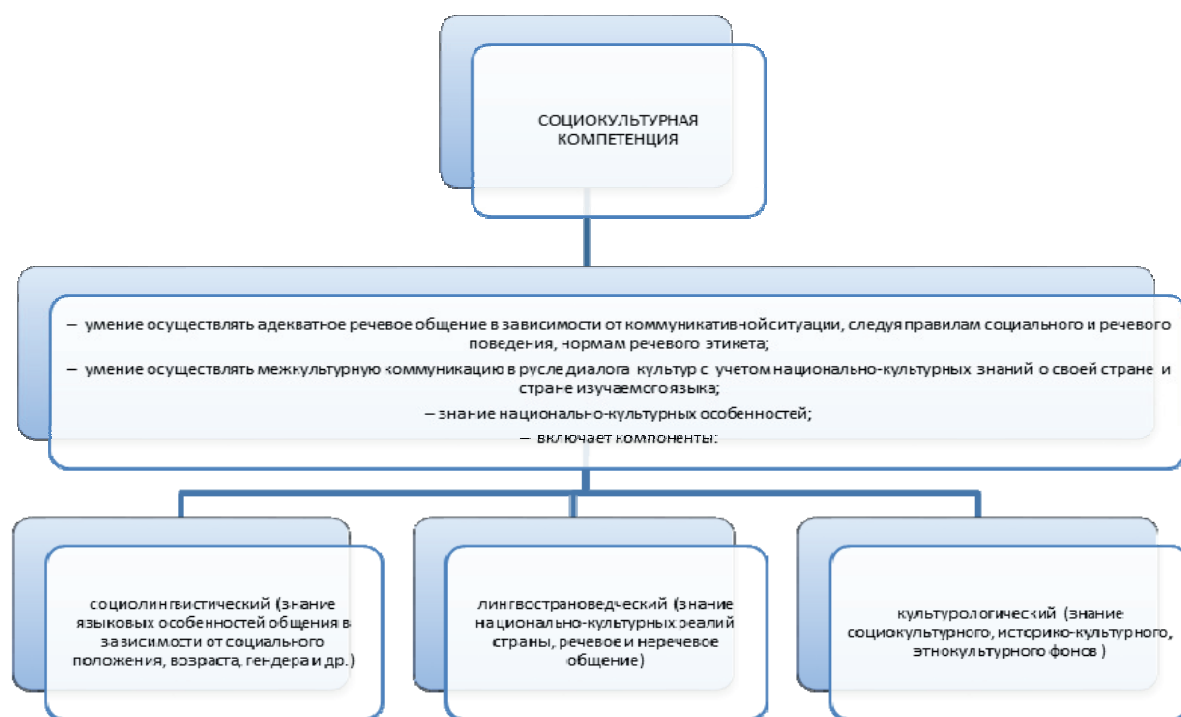 СОЦИОКУЛЬТУРНАЯ
КОМПЕТЕНЦИЯ
– умение осуществлять адекватное речевое общение в зависимости от коммуникативной ситуации, следуя правилам социального и речевого
поведения, нормам речевого этикета;
– умение осуществлять межкультурную коммуникацию в русле диалога культур с учетом национально-культурных знаний о своей стране и
стране изучаемого языка;
– знание национально-культурных особенностей;
– включает компоненты:
социолингвистический (знание
языковых особенностей общения в
зависимости от социального
положения, возраста, гендера и др.)
лингвострановедческий (знание
национально-культурных реалий
страны, речевое и неречевое
общение)
культурологический (знание
социокультурного, историко-культурного,
этнокультурного фонов )